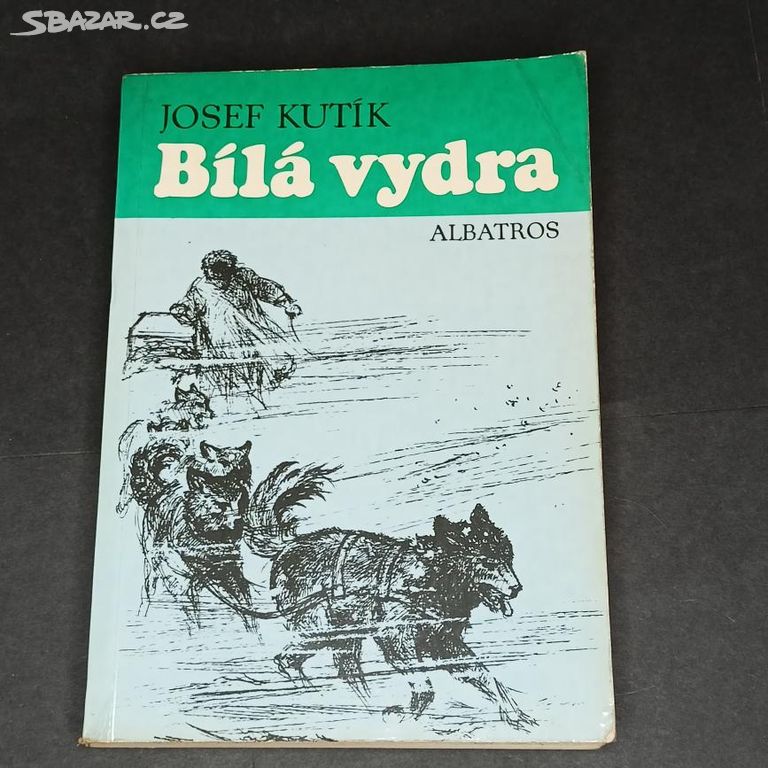 SBAZAR.CZ
JOSEF KUTÍK
Bílá vydra
ALBATROS